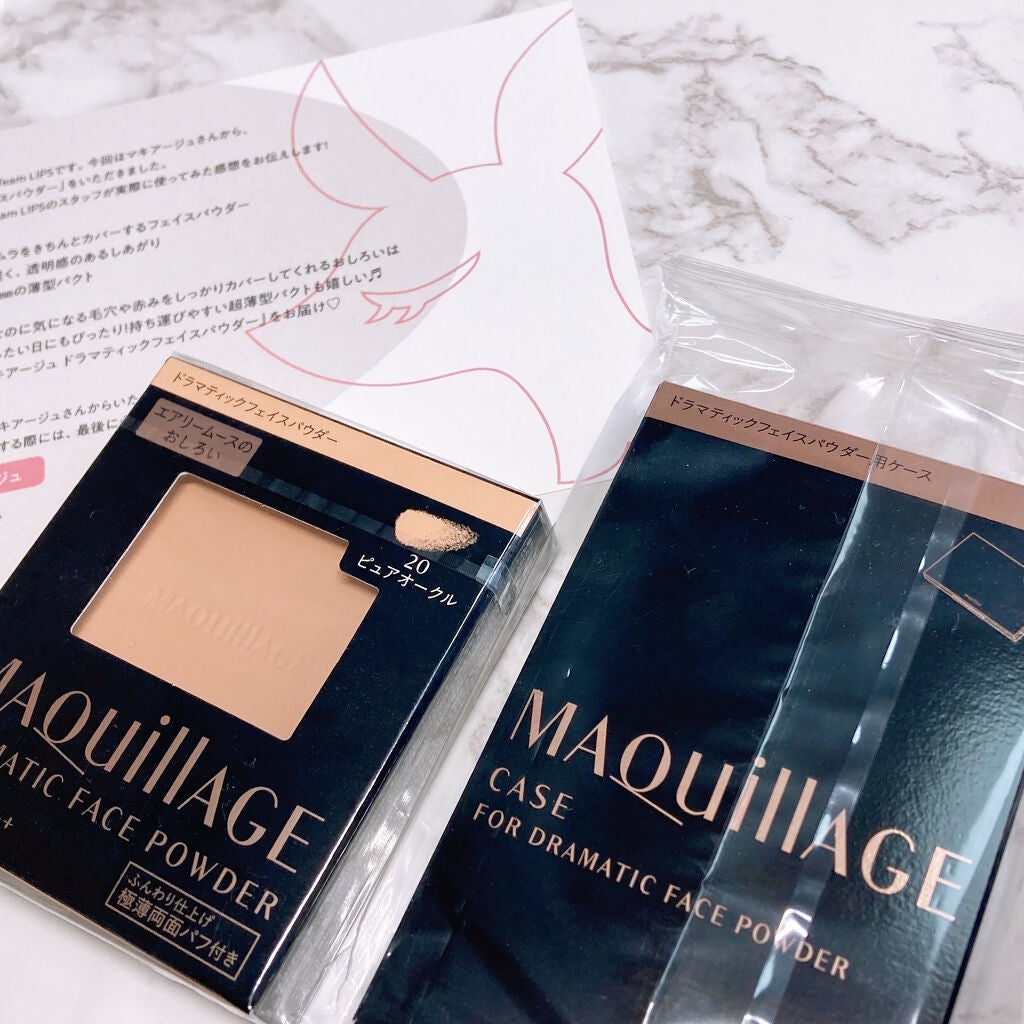 Team LIPSです。今回はマキアージュさんから、
スパウダー」をいただきました。
am LIPSのスタッフが実際に使ってみた感想をお伝えします!
ムラをきちんとカバーするフェイスパウダー
く、透明感のあるしあがり
mmの薄型パクト
なのに気になる毛穴や赤みをしっかりカバーしてくれるおしろいは
たい日にもぴったり!持ち運びやすい超薄型パクトも嬉しい♬
キアージュ ドラマティックフェイスパウダー」をお届け♡
キアージュさんからいた
する際には、最後に
ジュ
ドラマティックフェイスパウダー
エアリームースの
おしろい
20
ピュアオークル
MAQuillAGE
MAQuillAGE
MATIC FACE POWDER
ふんわり仕上げ
極薄両面パフ付き
ドラマティックフェイスパウダー用ケース
MAQuillAGE
CASE
FOR DRAMATIC FACE POWDER